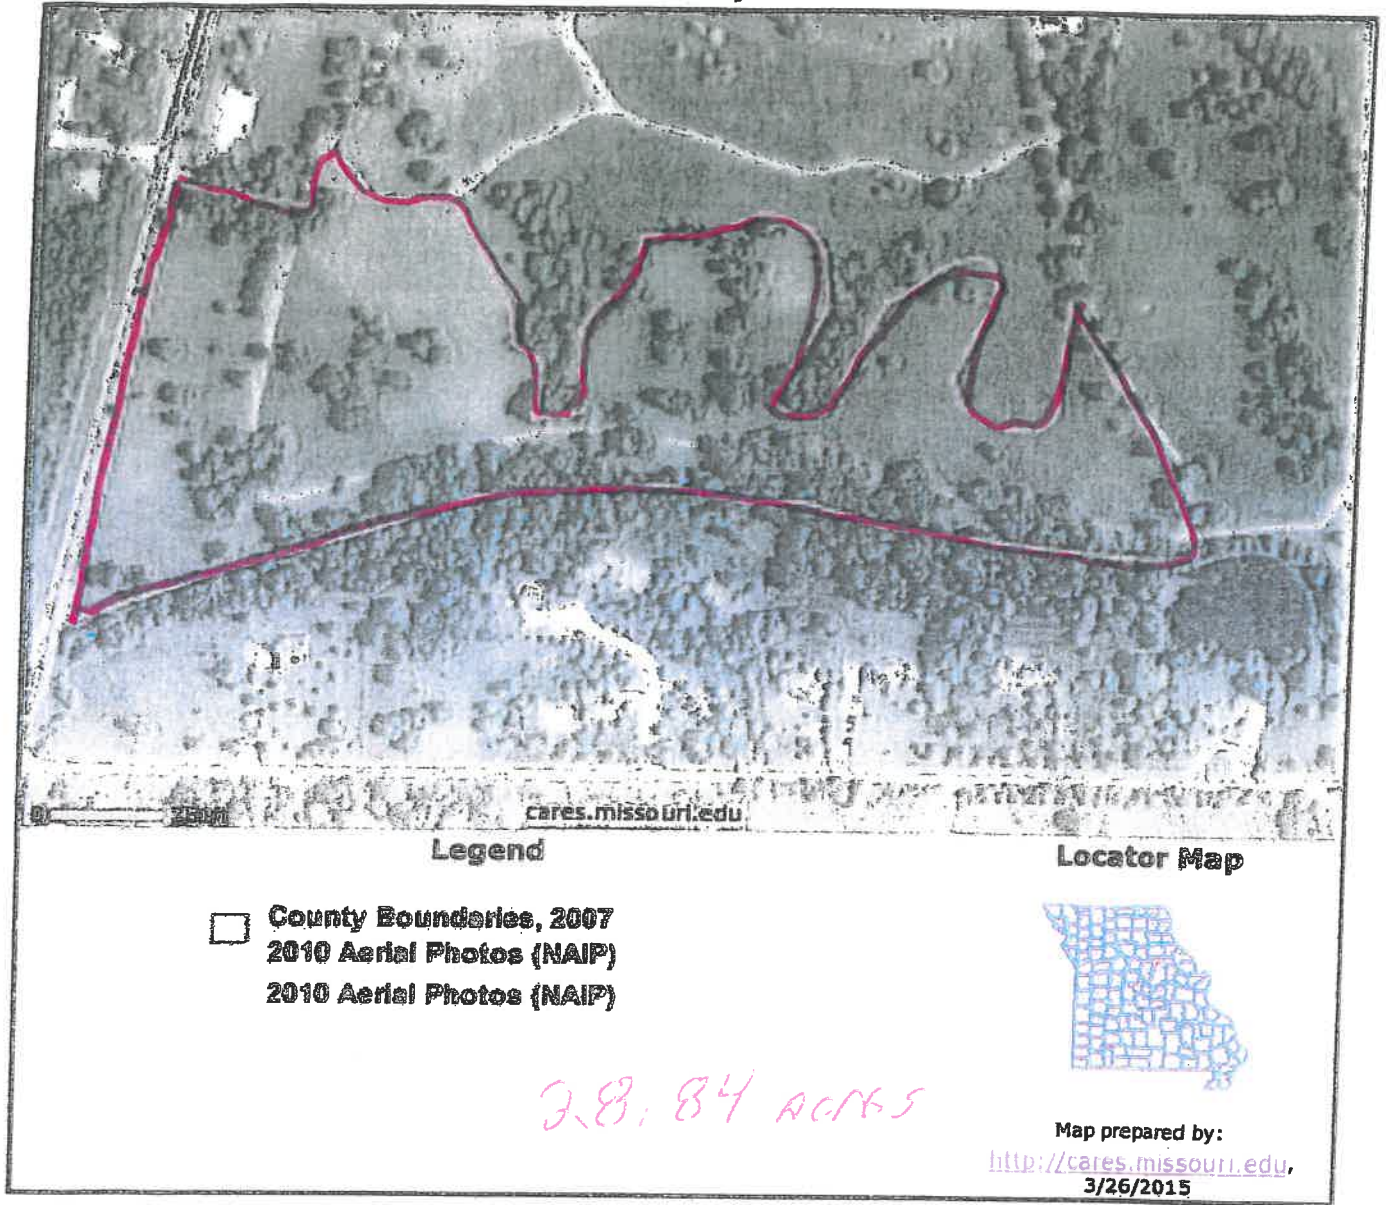 cares.missouri.edu
Legend
County Boundaries, 2007
2010 Aerial Photos (NAIP)
2010 Aerial Photos (NAIP)
Locator Map
28.84 acres
Map prepared by:
http://cares.missouri.edu,
3/26/2015